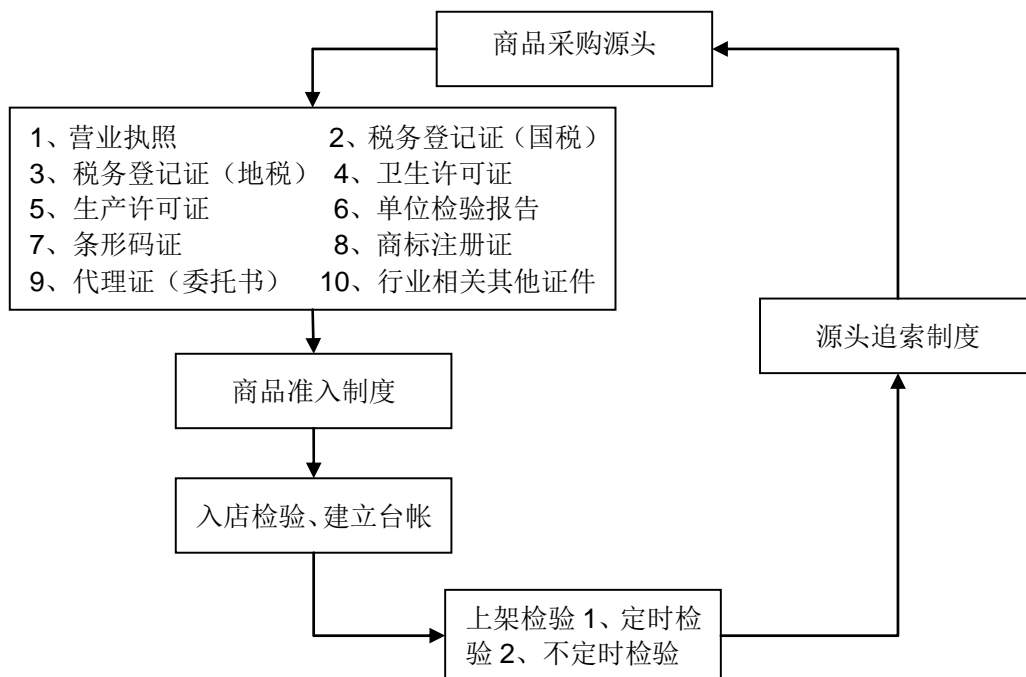 商品采购源头
1、营业执照 2、税务登记证（国税）
3、税务登记证（地税） 4、卫生许可证
5、生产许可证 6、单位检验报告
7、条形码证 8、商标注册证
9、代理证（委托书） 10、行业相关其他证件
源头追索制度
商品准入制度
入店检验、建立台帐
上架检验 1、定时检
验 2、不定时检验